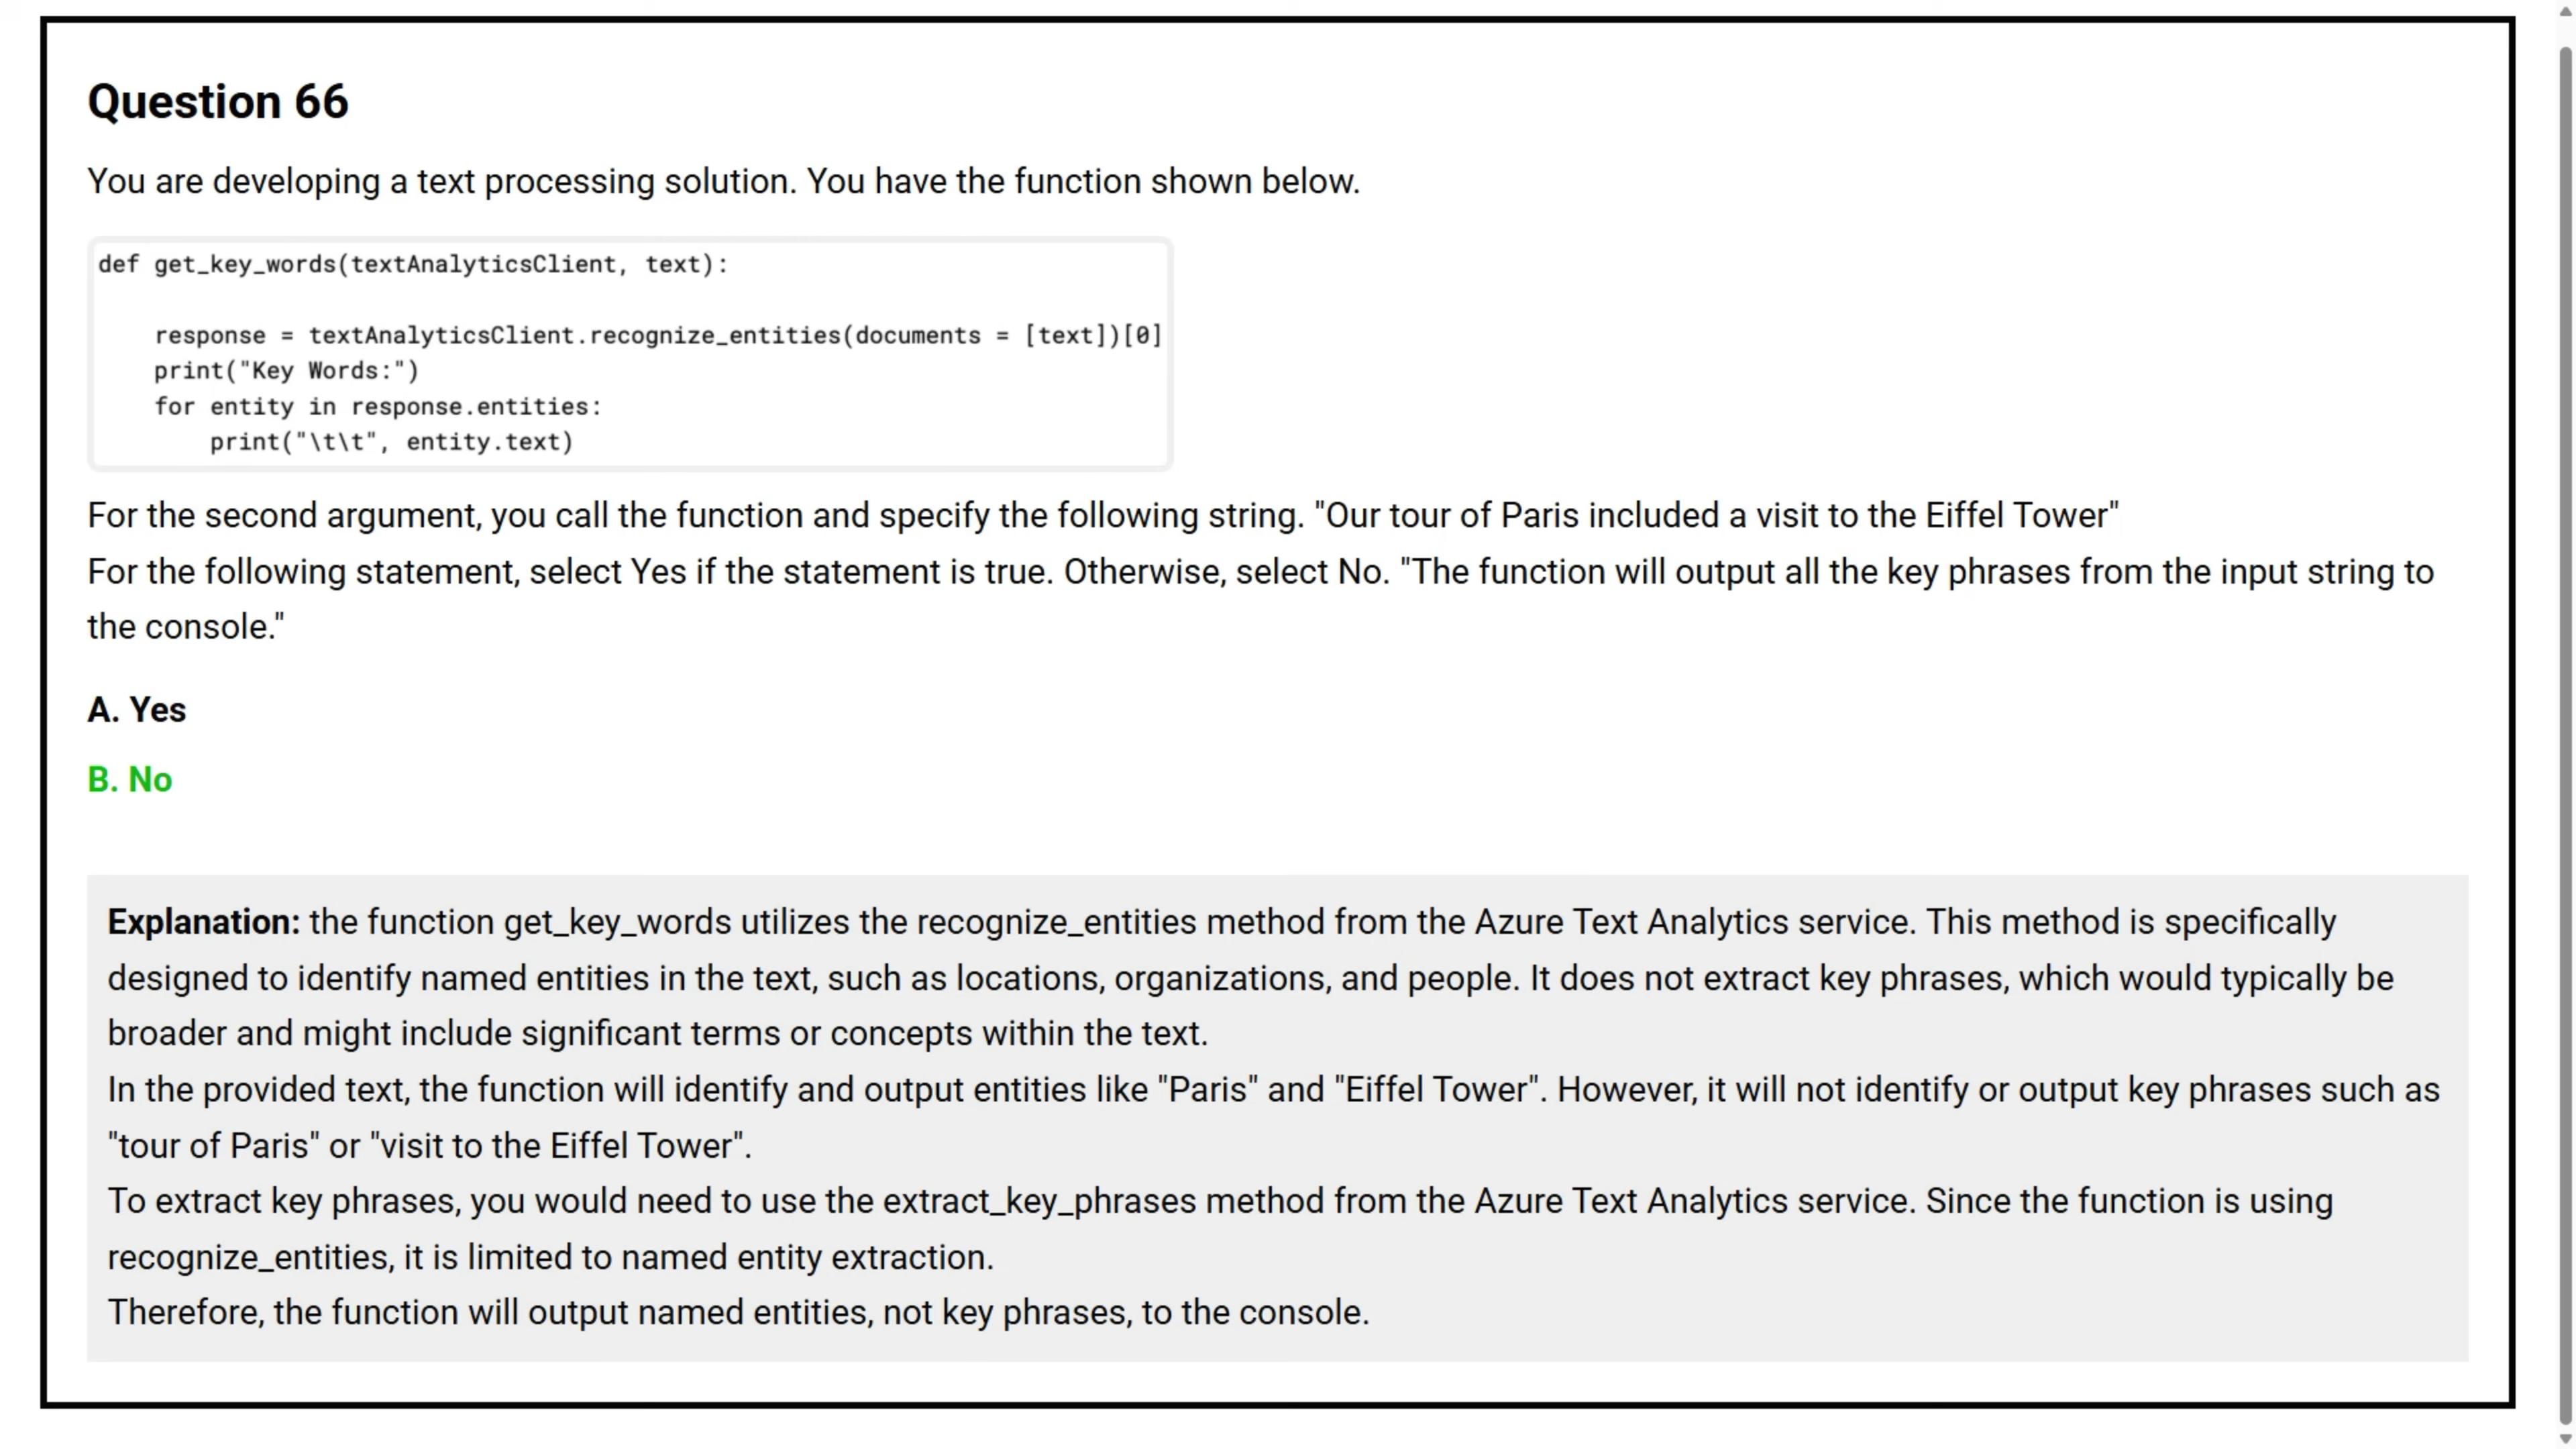 Question 66
You are developing a text processing solution. You have the function shown below.
def get_key_words(textAnalyticsClient, text):
response = textAnalyticsClient.recognize_entities(documents = [text])[0]
print("Key Words:")
for entity in response.entities:
print("\t\t", entity.text)
For the second argument, you call the function and specify the following string. "Our tour of Paris included a visit to the Eiffel Tower"
For the following statement, select Yes if the statement is true. Otherwise, select No. "The function will output all the key phrases from the input string to
the console."
A. Yes
B. No
Explanation: the function get_key_words utilizes the recognize_entities method from the Azure Text Analytics service. This method is specifically
designed to identify named entities in the text, such as locations, organizations, and people. It does not extract key phrases, which would typically be
broader and might include significant terms or concepts within the text.
In the provided text, the function will identify and output entities like "Paris" and "Eiffel Tower". However, it will not identify or output key phrases such as
"tour of Paris" or "visit to the Eiffel Tower".
To extract key phrases, you would need to use the extract_key_phrases method from the Azure Text Analytics service. Since the function is using
recognize_entities, it is limited to named entity extraction.
Therefore, the function will output named entities, not key phrases, to the console.